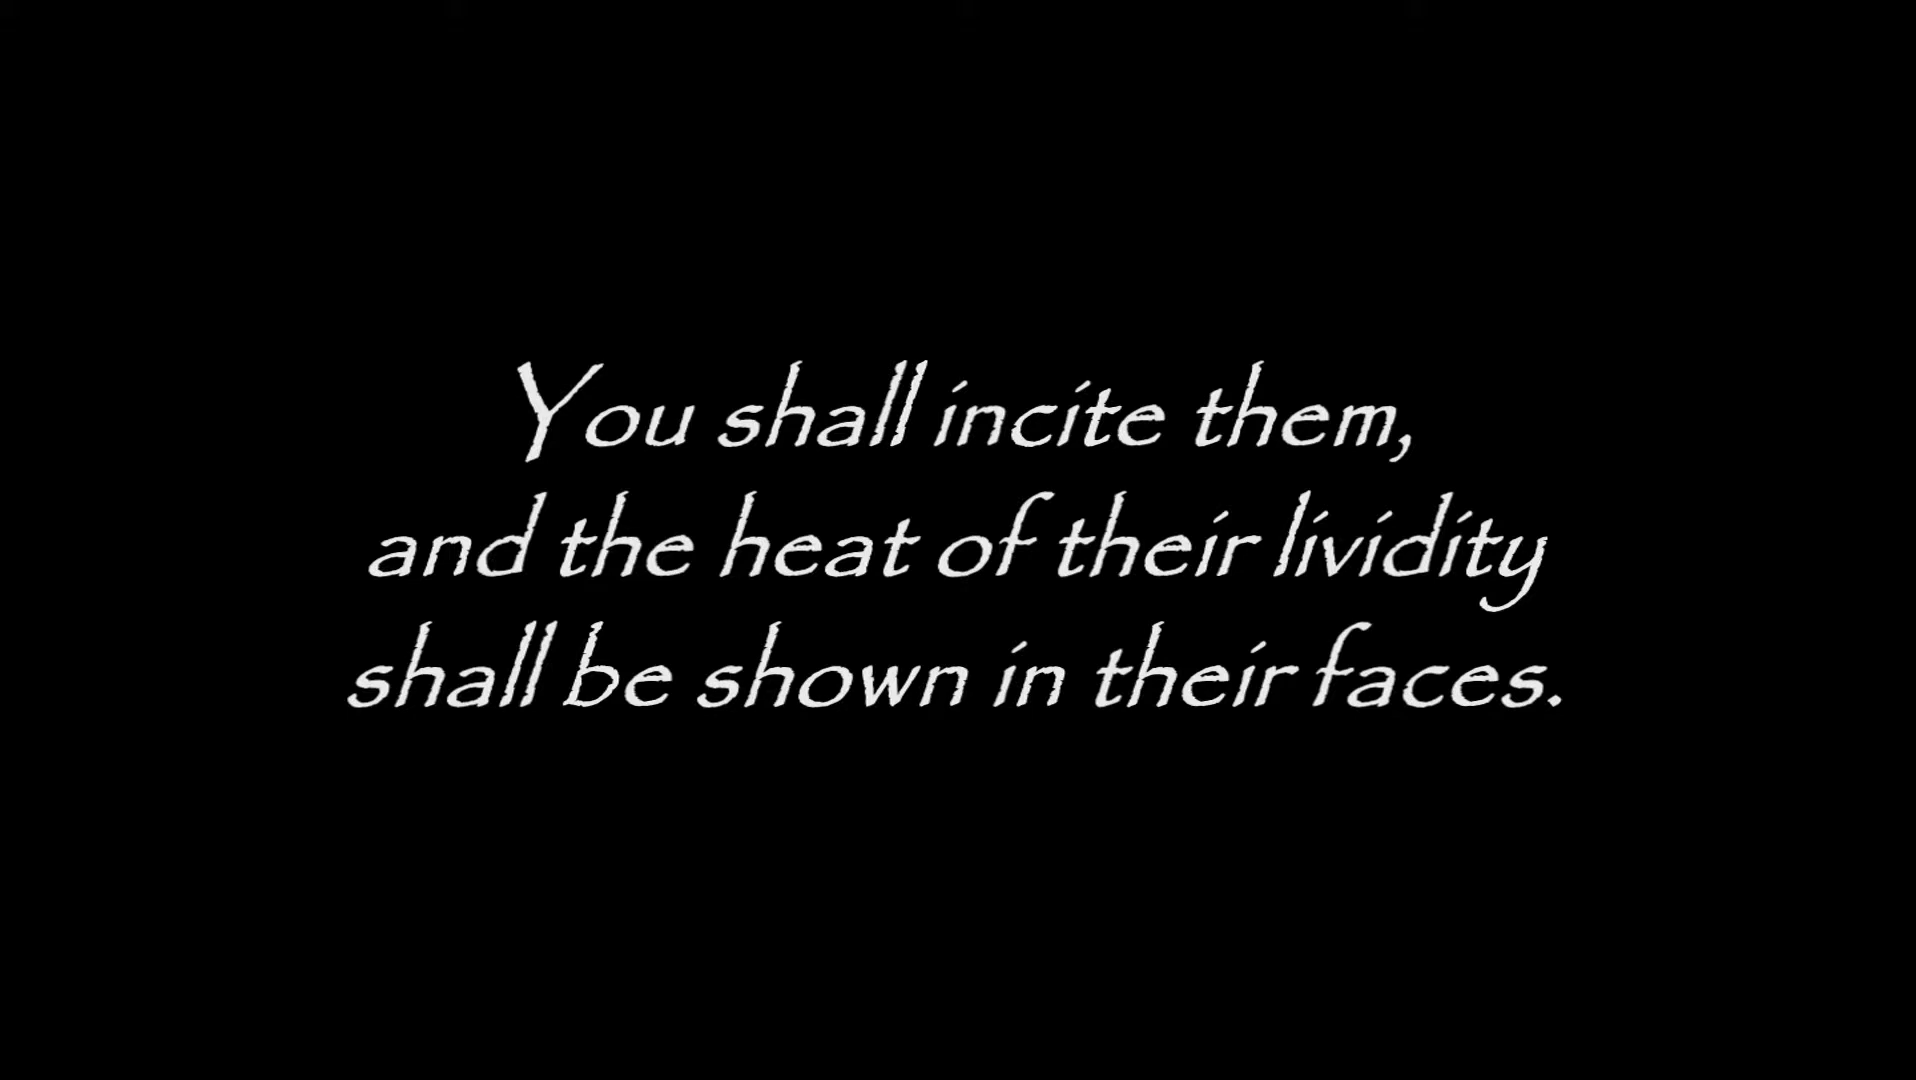 You shall incite them,
and the heat of their lividity
shall be shown in their faces.